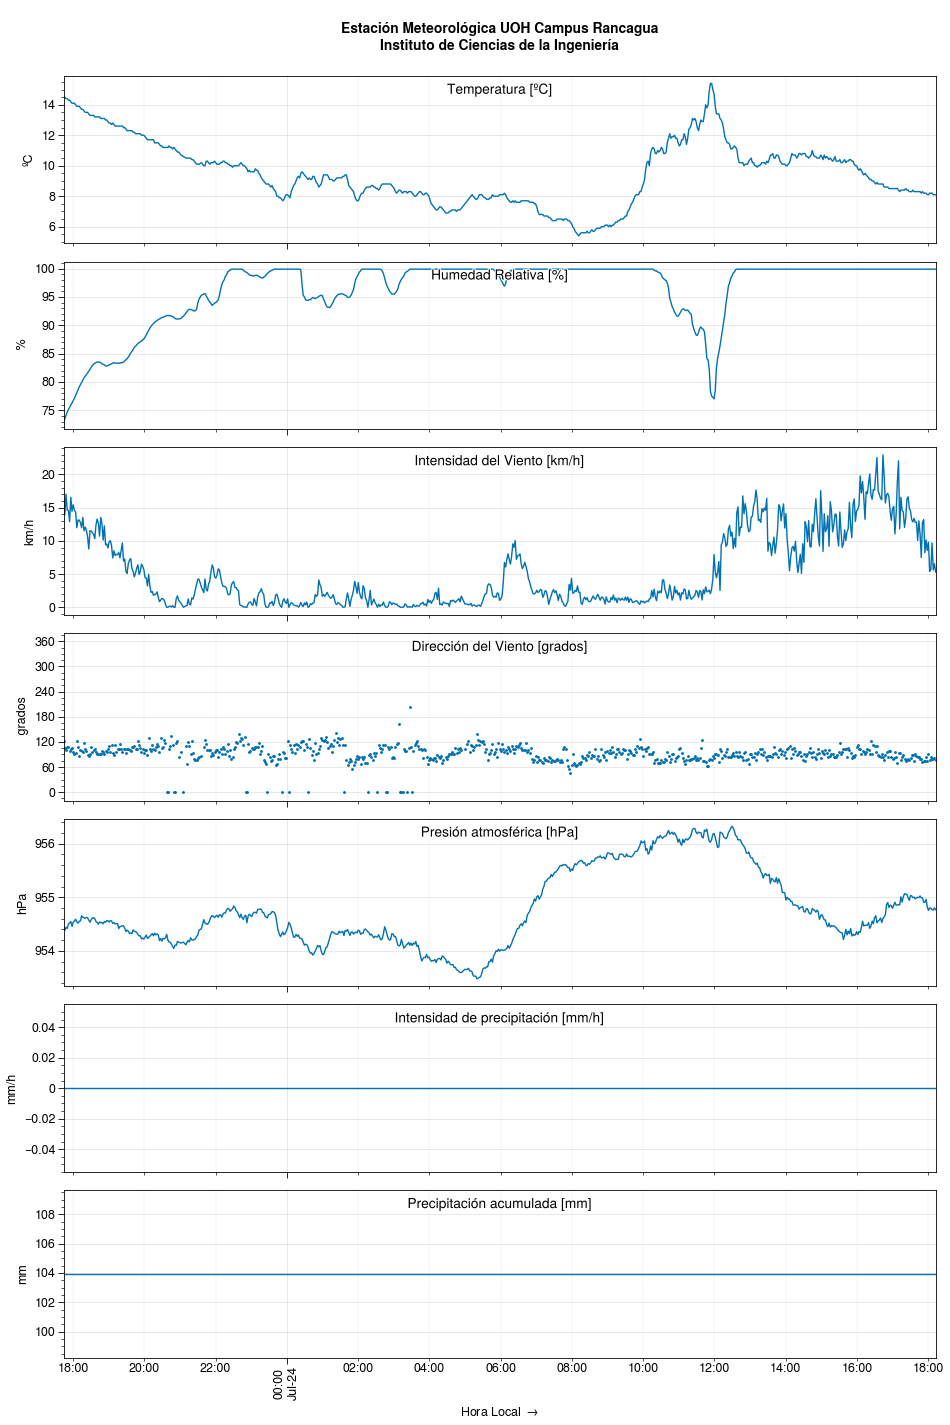 Estación Meteorológica UOH Campus Rancagua
Instituto de Ciencias de la Ingeniería
Temperatura [ºC]
ºC
14
12
10
8
6
Humedad Relativa [%]
%
100
95
90
85
80
75
Intensidad del Viento [km/h]
km/h
20
15
10
5
0
Dirección del Viento [grados]
grados
360
300
240
180
120
60
0
Presión atmosférica [hPa]
hPa
956
955
954
Intensidad de precipitación [mm/h]
mm/h
0.04
0.02
0
−0.02
−0.04
Precipitación acumulada [mm]
mm
108
106
104
102
100
18:00 20:00 22:00 00:00 02:00 04:00 06:00 08:00 10:00 12:00 14:00 16:00 18:00
Jul-24
Hora Local →